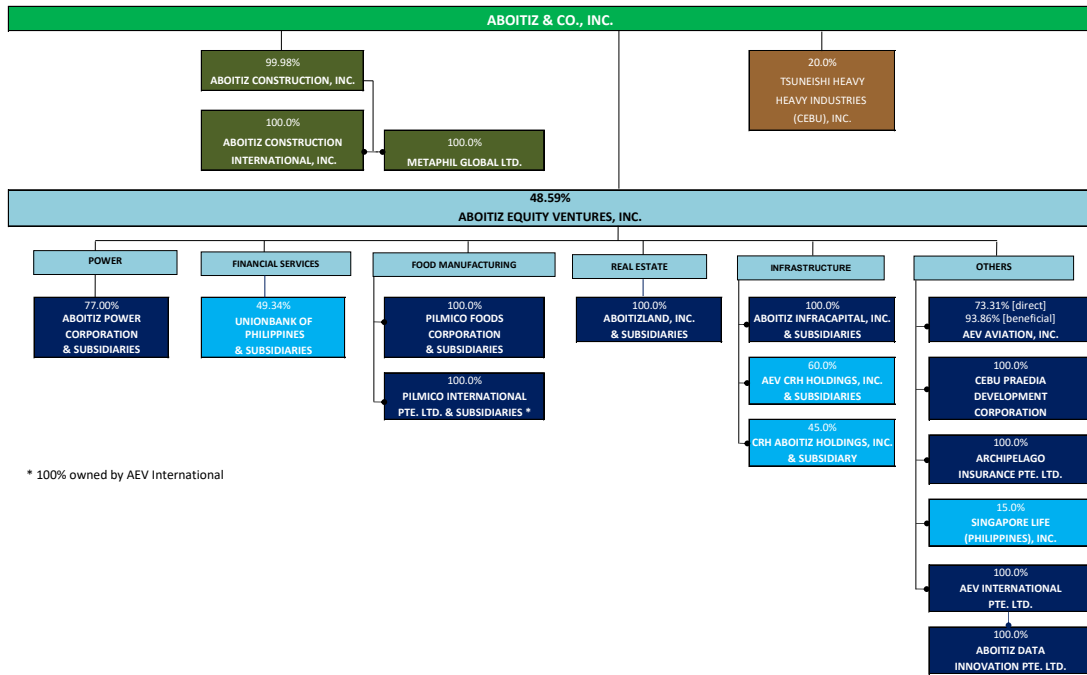 ABOITIZ & CO., INC.
99.98%
ABOITIZ CONSTRUCTION, INC.
20.0%
TSUNEISHI HEAVY
HEAVY INDUSTRIES
(CEBU), INC.
100.0%
ABOITIZ CONSTRUCTION
INTERNATIONAL, INC.
100.0%
METAPHIL GLOBAL LTD.
48.59%
ABOITIZ EQUITY VENTURES, INC.
POWER
FINANCIAL SERVICES
FOOD MANUFACTURING
REAL ESTATE
INFRASTRUCTURE
OTHERS
77.00%
ABOITIZ POWER
CORPORATION
& SUBSIDIARIES
49.34%
UNIONBANK OF
PHILIPPINES
& SUBSIDIARIES
100.0%
PILMICO FOODS
CORPORATION
& SUBSIDIARIES
100.0%
PILMICO INTERNATIONAL
PTE. LTD. & SUBSIDIARIES *
100.0%
ABOITIZLAND, INC.
& SUBSIDIARIES
100.0%
ABOITIZ INFRACAPITAL, INC.
& SUBSIDIARIES
60.0%
AEV CRH HOLDINGS, INC.
& SUBSIDIARIES
45.0%
CRH ABOITIZ HOLDINGS, INC.
& SUBSIDIARY
73.31% [direct]
93.86% [beneficial]
AEV AVIATION, INC.
100.0%
CEBU PRAEDIA
DEVELOPMENT
CORPORATION
100.0%
ARCHIPELAGO
INSURANCE PTE. LTD.
15.0%
SINGAPORE LIFE
(PHILIPPINES), INC.
100.0%
AEV INTERNATIONAL
PTE. LTD.
100.0%
ABOITIZ DATA
INNOVATION PTE. LTD.
* 100% owned by AEV International